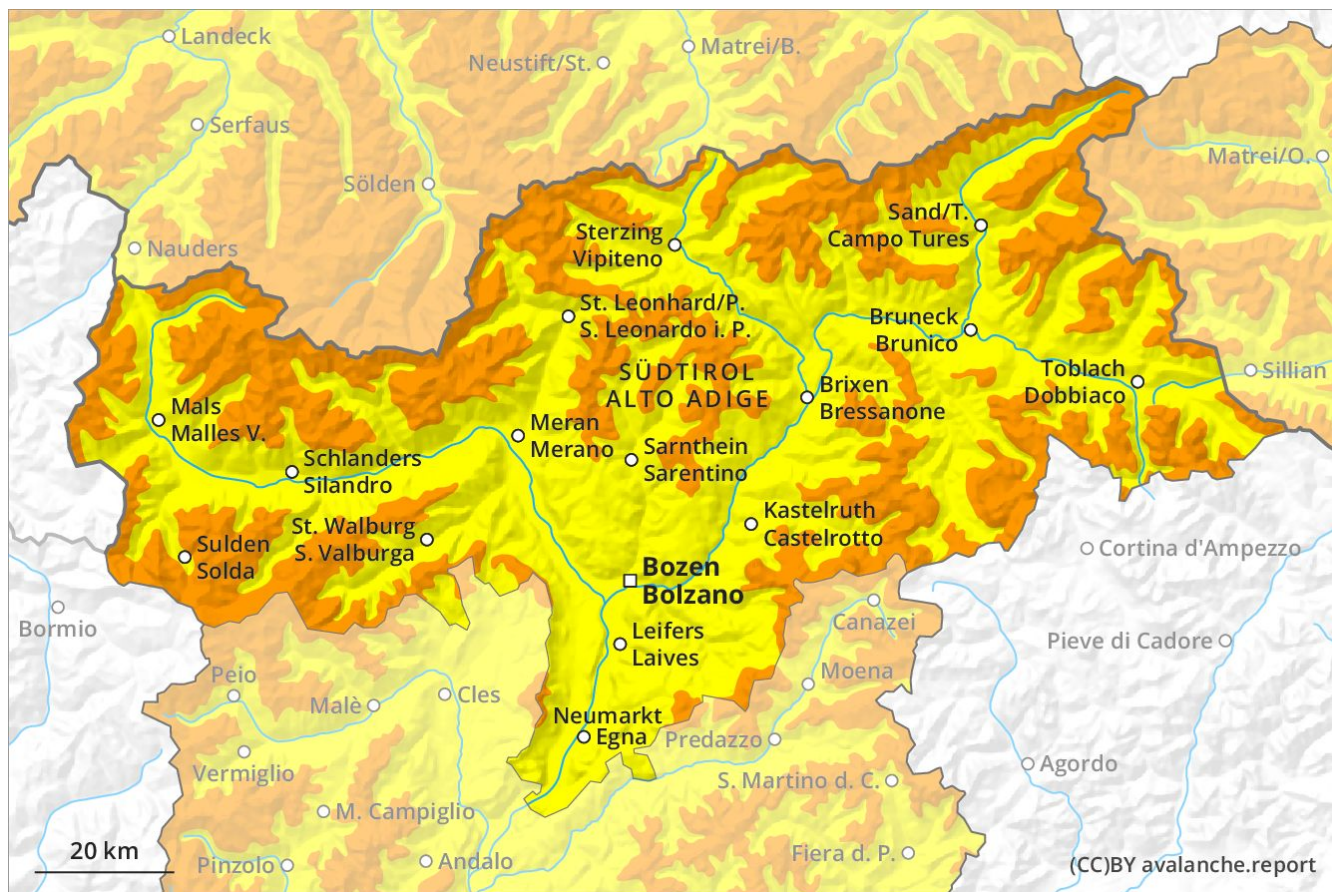 Landeck
Matrei/B.
Neustift/St.
Serfaus
Matrei/O.
Sölden
Sand/T.
Campo Tures
Sterzing
Vipiteno
Nauders
St. Leonhard/P.
S. Leonardo i. P.
Bruneck
Brunico
SÜDTIROL
ALTO ADIGE
Toblach
Dobbiaco
Sillian
Brixen
Bressanone
Mals
Malles V.
Meran
Merano
Sarnthein
Sarentino
Schlanders
Silandro
Kastelruth
Castelrotto
St. Walburg
S. Valburga
Sulden
Solda
Cortina d'Ampezzo
Bozen
Bolzano
Bormio
Canazei
Leifers
Laives
Pieve di Cadore
Peio
Moena
Malè
Cles
Neumarkt
Egna
Predazzo
Vermiglio
Agordo
S. Martino d. C.
M. Campiglio
20 km
Pinzolo
Andalo
Fiera d. P.
(CC)BY avalanche.report